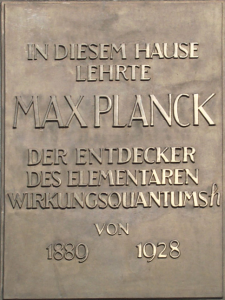 IN DIESEM HAUSE
LEHRTE
MAX PLANCK
DER ENTDECKER
DES ELEMENTAREN
WIRKUNGSQUANTUMS h
VON
1889 1928